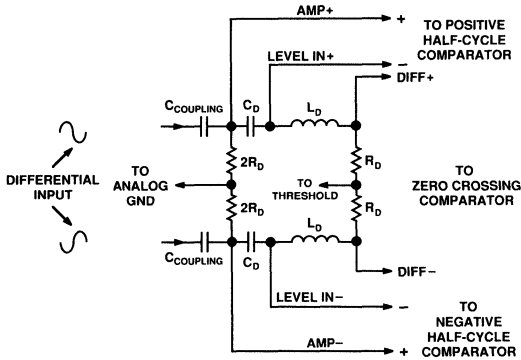 AMP+
+
TO POSITIVE
HALF-CYCLE
COMPARATOR
LEVEL IN+
–
DIFF+
C_COUPLING
C_D
L_D
2R_D
R_D
DIFFERENTIAL
INPUT
TO
ANALOG
GND
TO
THRESHOLD
TO
ZERO CROSSING
COMPARATOR
2R_D
R_D
L_D
C_COUPLING
C_D
DIFF–
LEVEL IN–
–
TO
NEGATIVE
HALF-CYCLE
COMPARATOR
AMP–
+